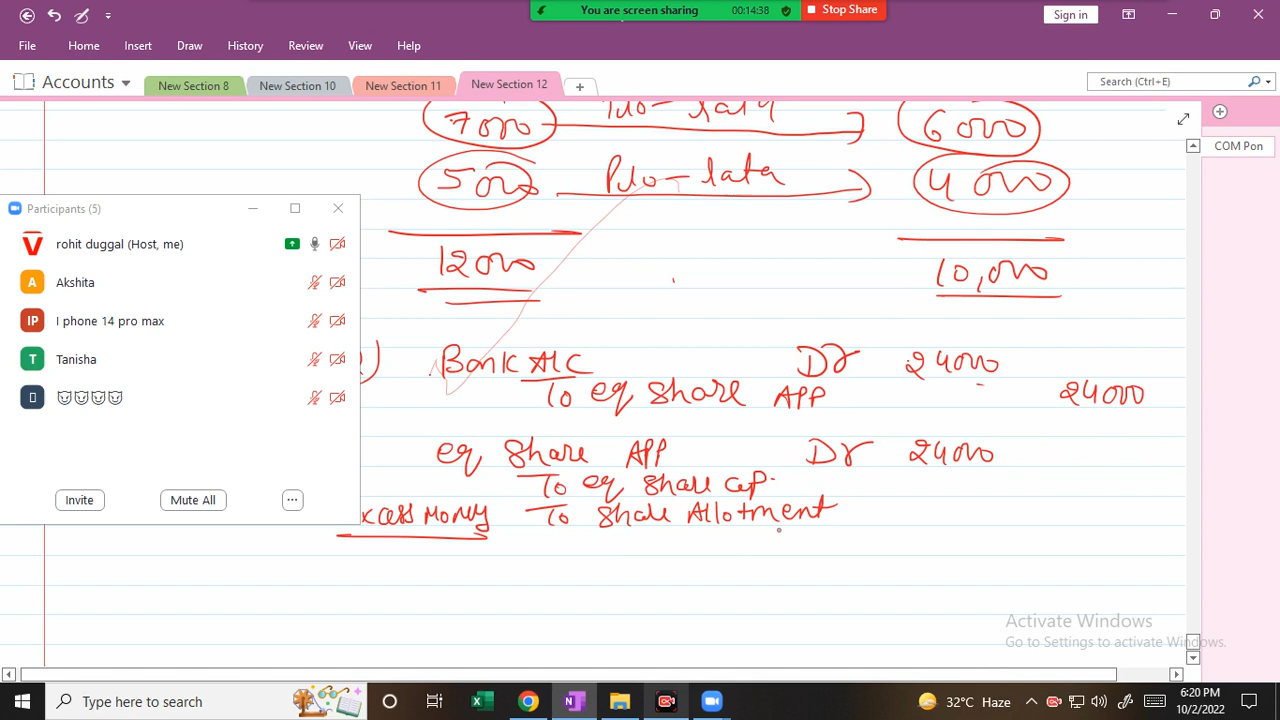 You are screen sharing 00:14:38 Stop Share
Sign in
File Home Insert Draw History Review View Help
Accounts New Section 8 New Section 10 New Section 11 New Section 12 Search (Ctrl+E)
COM Pon
7000 Pro-lata 6000
5000 Pro-lata 4000
12000 10,000
Participants (5)
rohit duggal (Host, me)
A Akshita
IP I phone 14 pro max
T Tanisha
Invite Mute All ...
Bank A/C Dr 24000
To eq Share APP 24000
eq Share APP Dr 24000
To eq Share cap.
xcess Money To Share Allotment
Activate Windows
Go to Settings to activate Windows.
Type here to search
32°C Haze
6:20 PM
10/2/2022